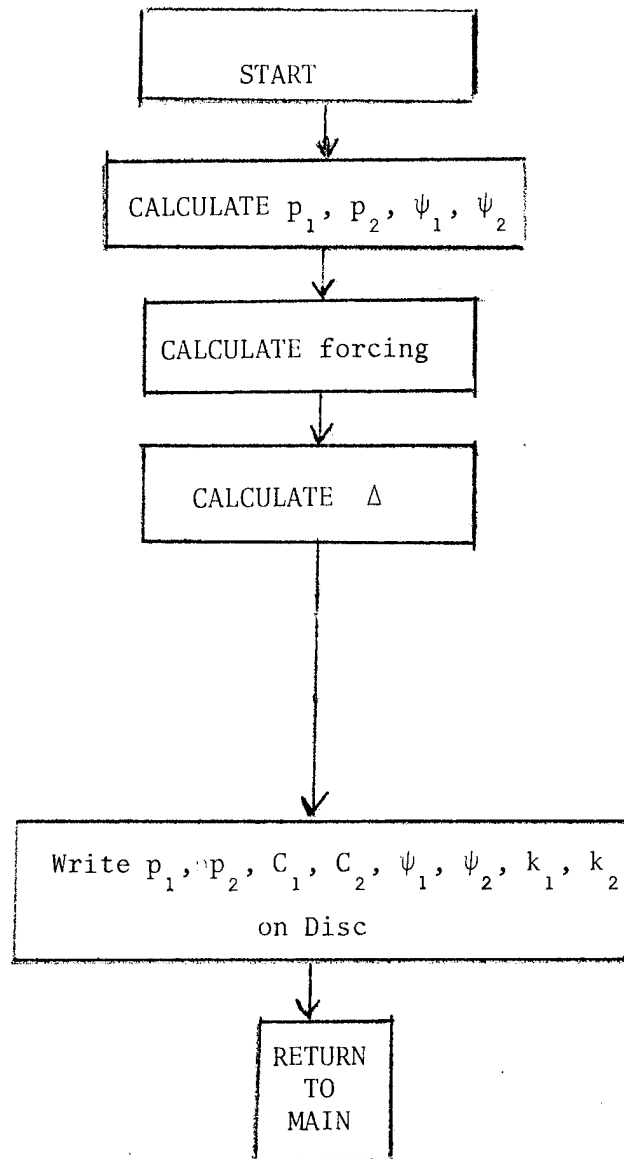 START
CALCULATE p₁, p₂, ψ₁, ψ₂
CALCULATE forcing
CALCULATE Δ
Write p₁, p₂, C₁, C₂, ψ₁, ψ₂, k₁, k₂
on Disc
RETURN
TO
MAIN